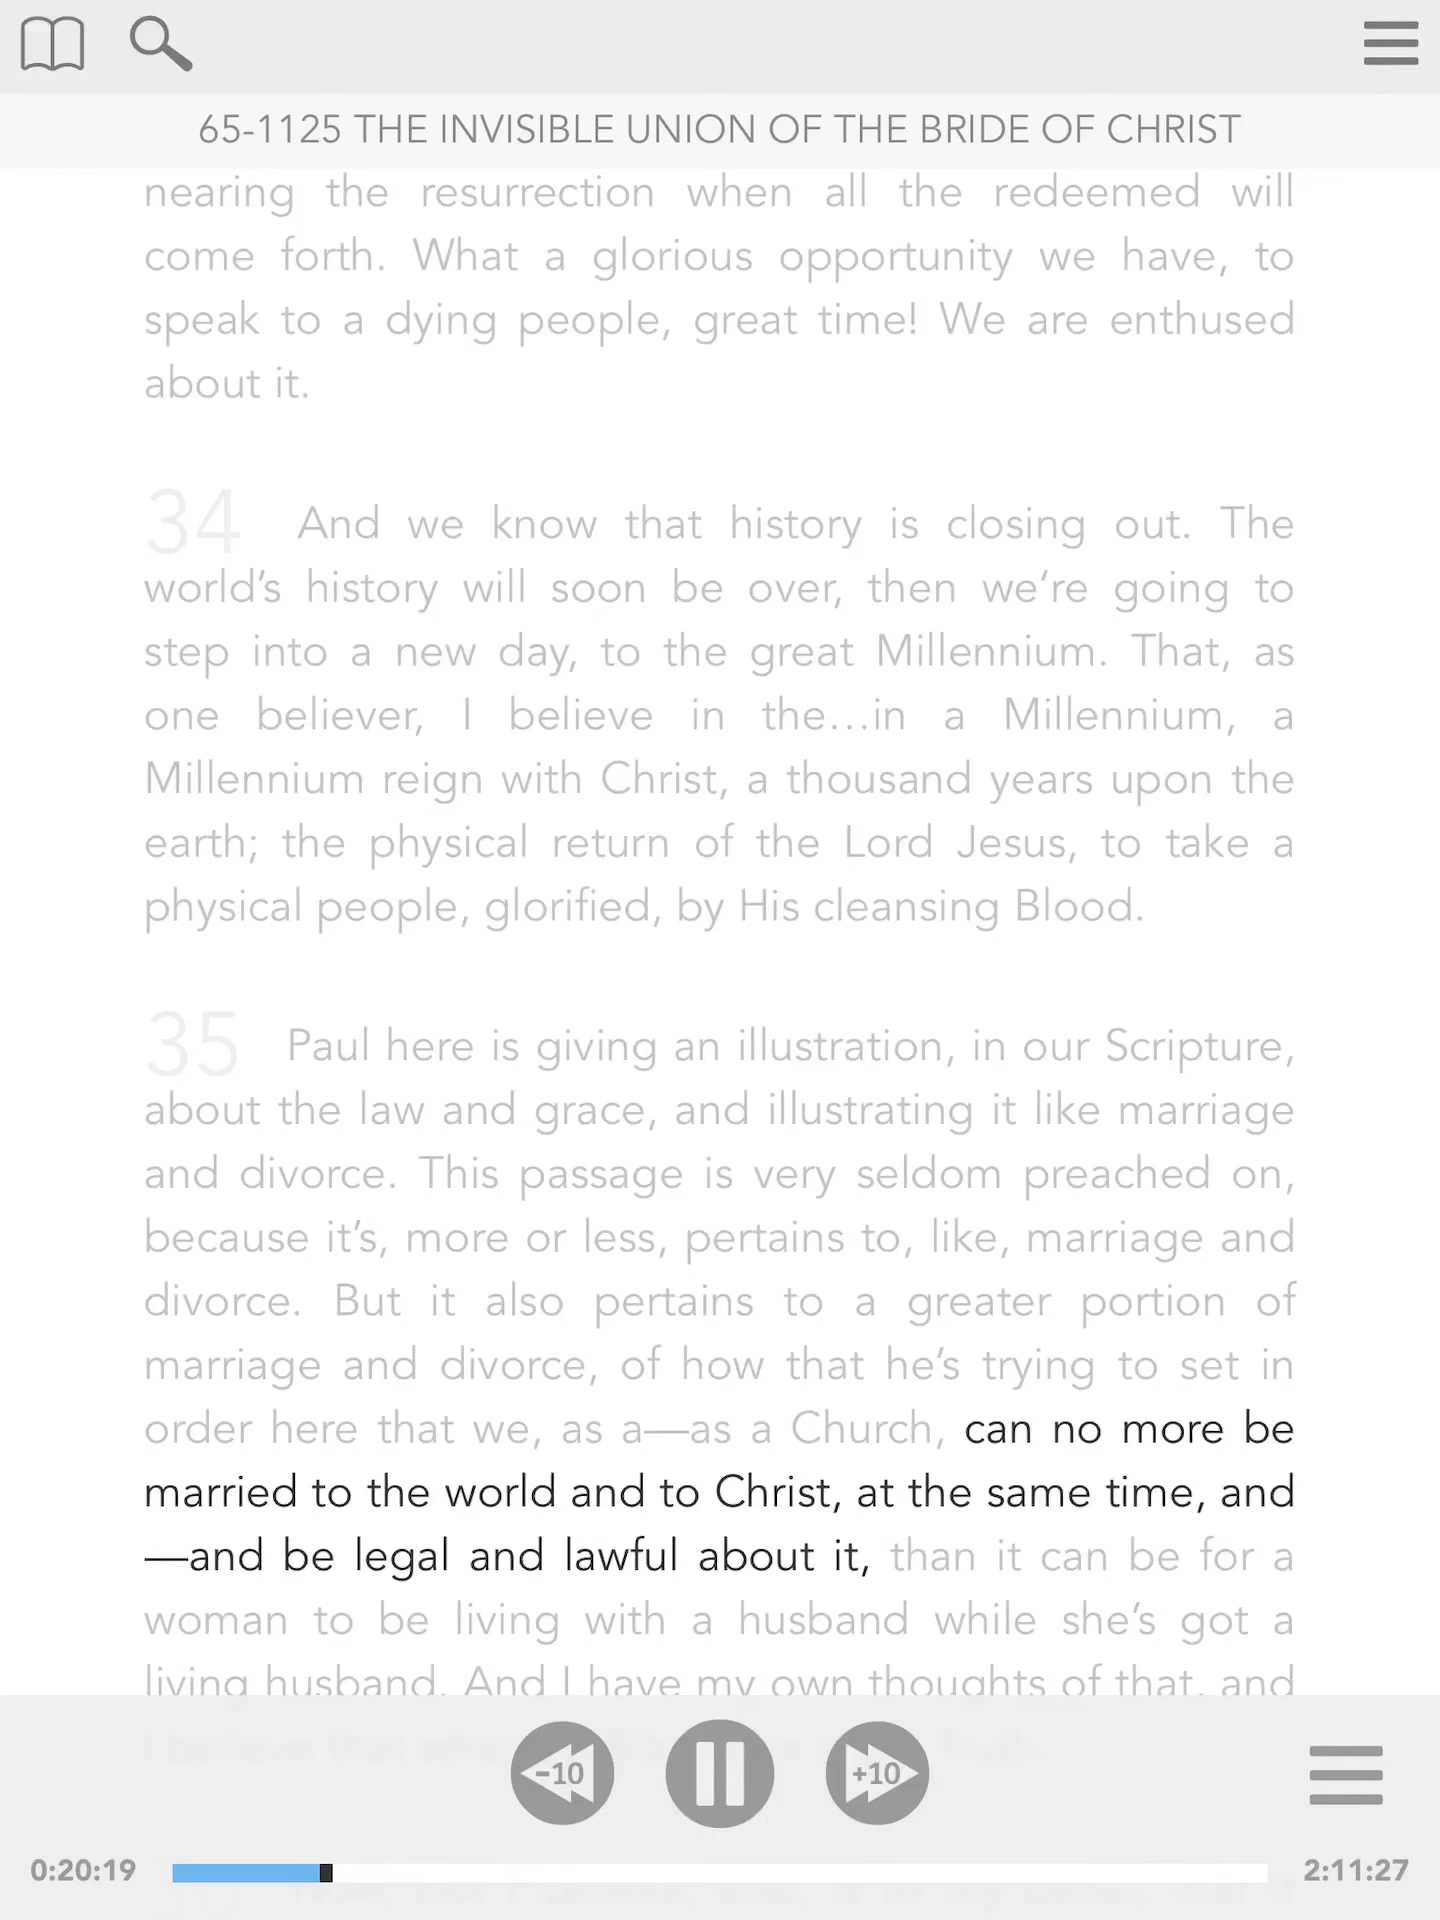 65-1125 THE INVISIBLE UNION OF THE BRIDE OF CHRIST
nearing the resurrection when all the redeemed will
come forth. What a glorious opportunity we have, to
speak to a dying people, great time! We are enthused
about it.
34 And we know that history is closing out. The
world’s history will soon be over, then we’re going to
step into a new day, to the great Millennium. That, as
one believer, I believe in the…in a Millennium, a
Millennium reign with Christ, a thousand years upon the
earth; the physical return of the Lord Jesus, to take a
physical people, glorified, by His cleansing Blood.
35 Paul here is giving an illustration, in our Scripture,
about the law and grace, and illustrating it like marriage
and divorce. This passage is very seldom preached on,
because it’s, more or less, pertains to, like, marriage and
divorce. But it also pertains to a greater portion of
marriage and divorce, of how that he’s trying to set in
order here that we, as a—as a Church, can no more be
married to the world and to Christ, at the same time, and
—and be legal and lawful about it, than it can be for a
woman to be living with a husband while she’s got a
living husband. And I have my own thoughts of that, and
-10 +10
0:20:19 2:11:27